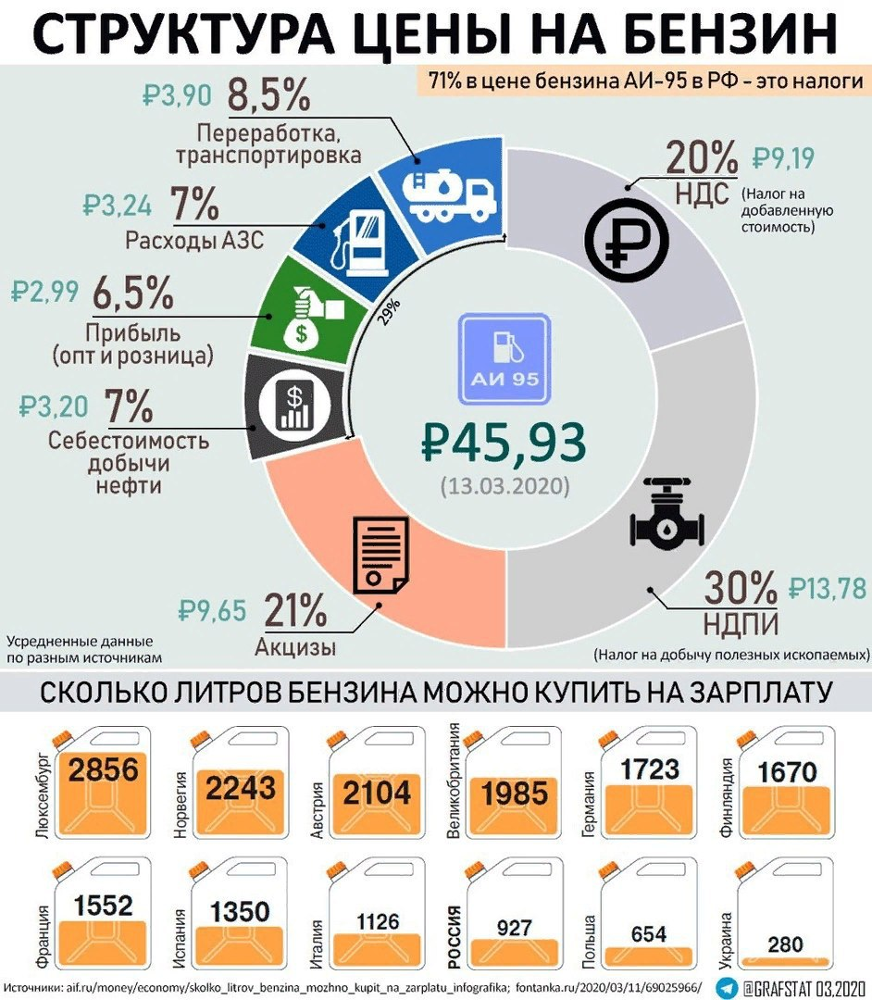 СТРУКТУРА ЦЕНЫ НА БЕНЗИН
71% в цене бензина АИ-95 в РФ - это налоги
₽3,90 8,5%
Переработка,
транспортировка
₽3,24 7%
Расходы АЗС
₽2,99 6,5%
Прибыль
(опт и розница)
₽3,20 7%
Себестоимость
добычи
нефти
₽9,65 21%
Акцизы
20% ₽9,19
НДС (Налог на
добавленную
стоимость)
30% ₽13,78
НДПИ
(Налог на добычу полезных ископаемых)
29%
$
$
₽
АИ 95
₽45,93
(13.03.2020)
Усредненные данные
по разным источникам
СКОЛЬКО ЛИТРОВ БЕНЗИНА МОЖНО КУПИТЬ НА ЗАРПЛАТУ
Люксембург 2856
Норвегия 2243
Австрия 2104
Великобритания 1985
Германия 1723
Финляндия 1670
Франция 1552
Испания 1350
Италия 1126
РОССИЯ 927
Польша 654
Украина 280
Источники: aif.ru/money/economy/skolko_litrov_benzina_mozhno_kupit_na_zarplatu_infografika; fontanka.ru/2020/03/11/69025966/
@GRAFSTAT 03.2020